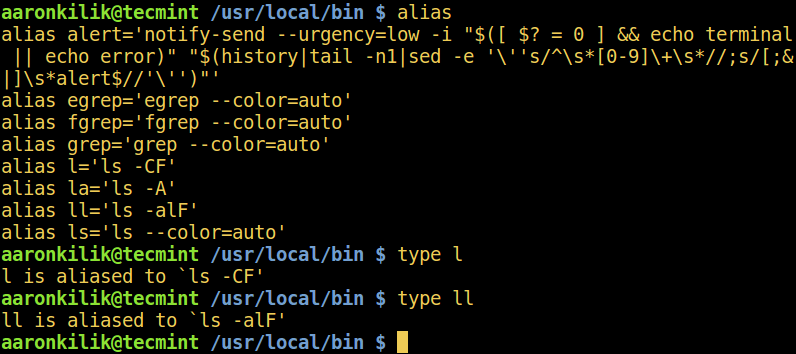 aaronkilik@tecmint /usr/local/bin $ alias
alias alert='notify-send --urgency=low -i "$([ $? = 0 ] && echo terminal
 || echo error)" "$(history|tail -n1|sed -e '\''s/^\s*[0-9]\+\s*//;s/[;&
|]\s*alert$//'\'')"'
alias egrep='egrep --color=auto'
alias fgrep='fgrep --color=auto'
alias grep='grep --color=auto'
alias l='ls -CF'
alias la='ls -A'
alias ll='ls -alF'
alias ls='ls --color=auto'
aaronkilik@tecmint /usr/local/bin $ type l
l is aliased to `ls -CF'
aaronkilik@tecmint /usr/local/bin $ type ll
ll is aliased to `ls -alF'
aaronkilik@tecmint /usr/local/bin $